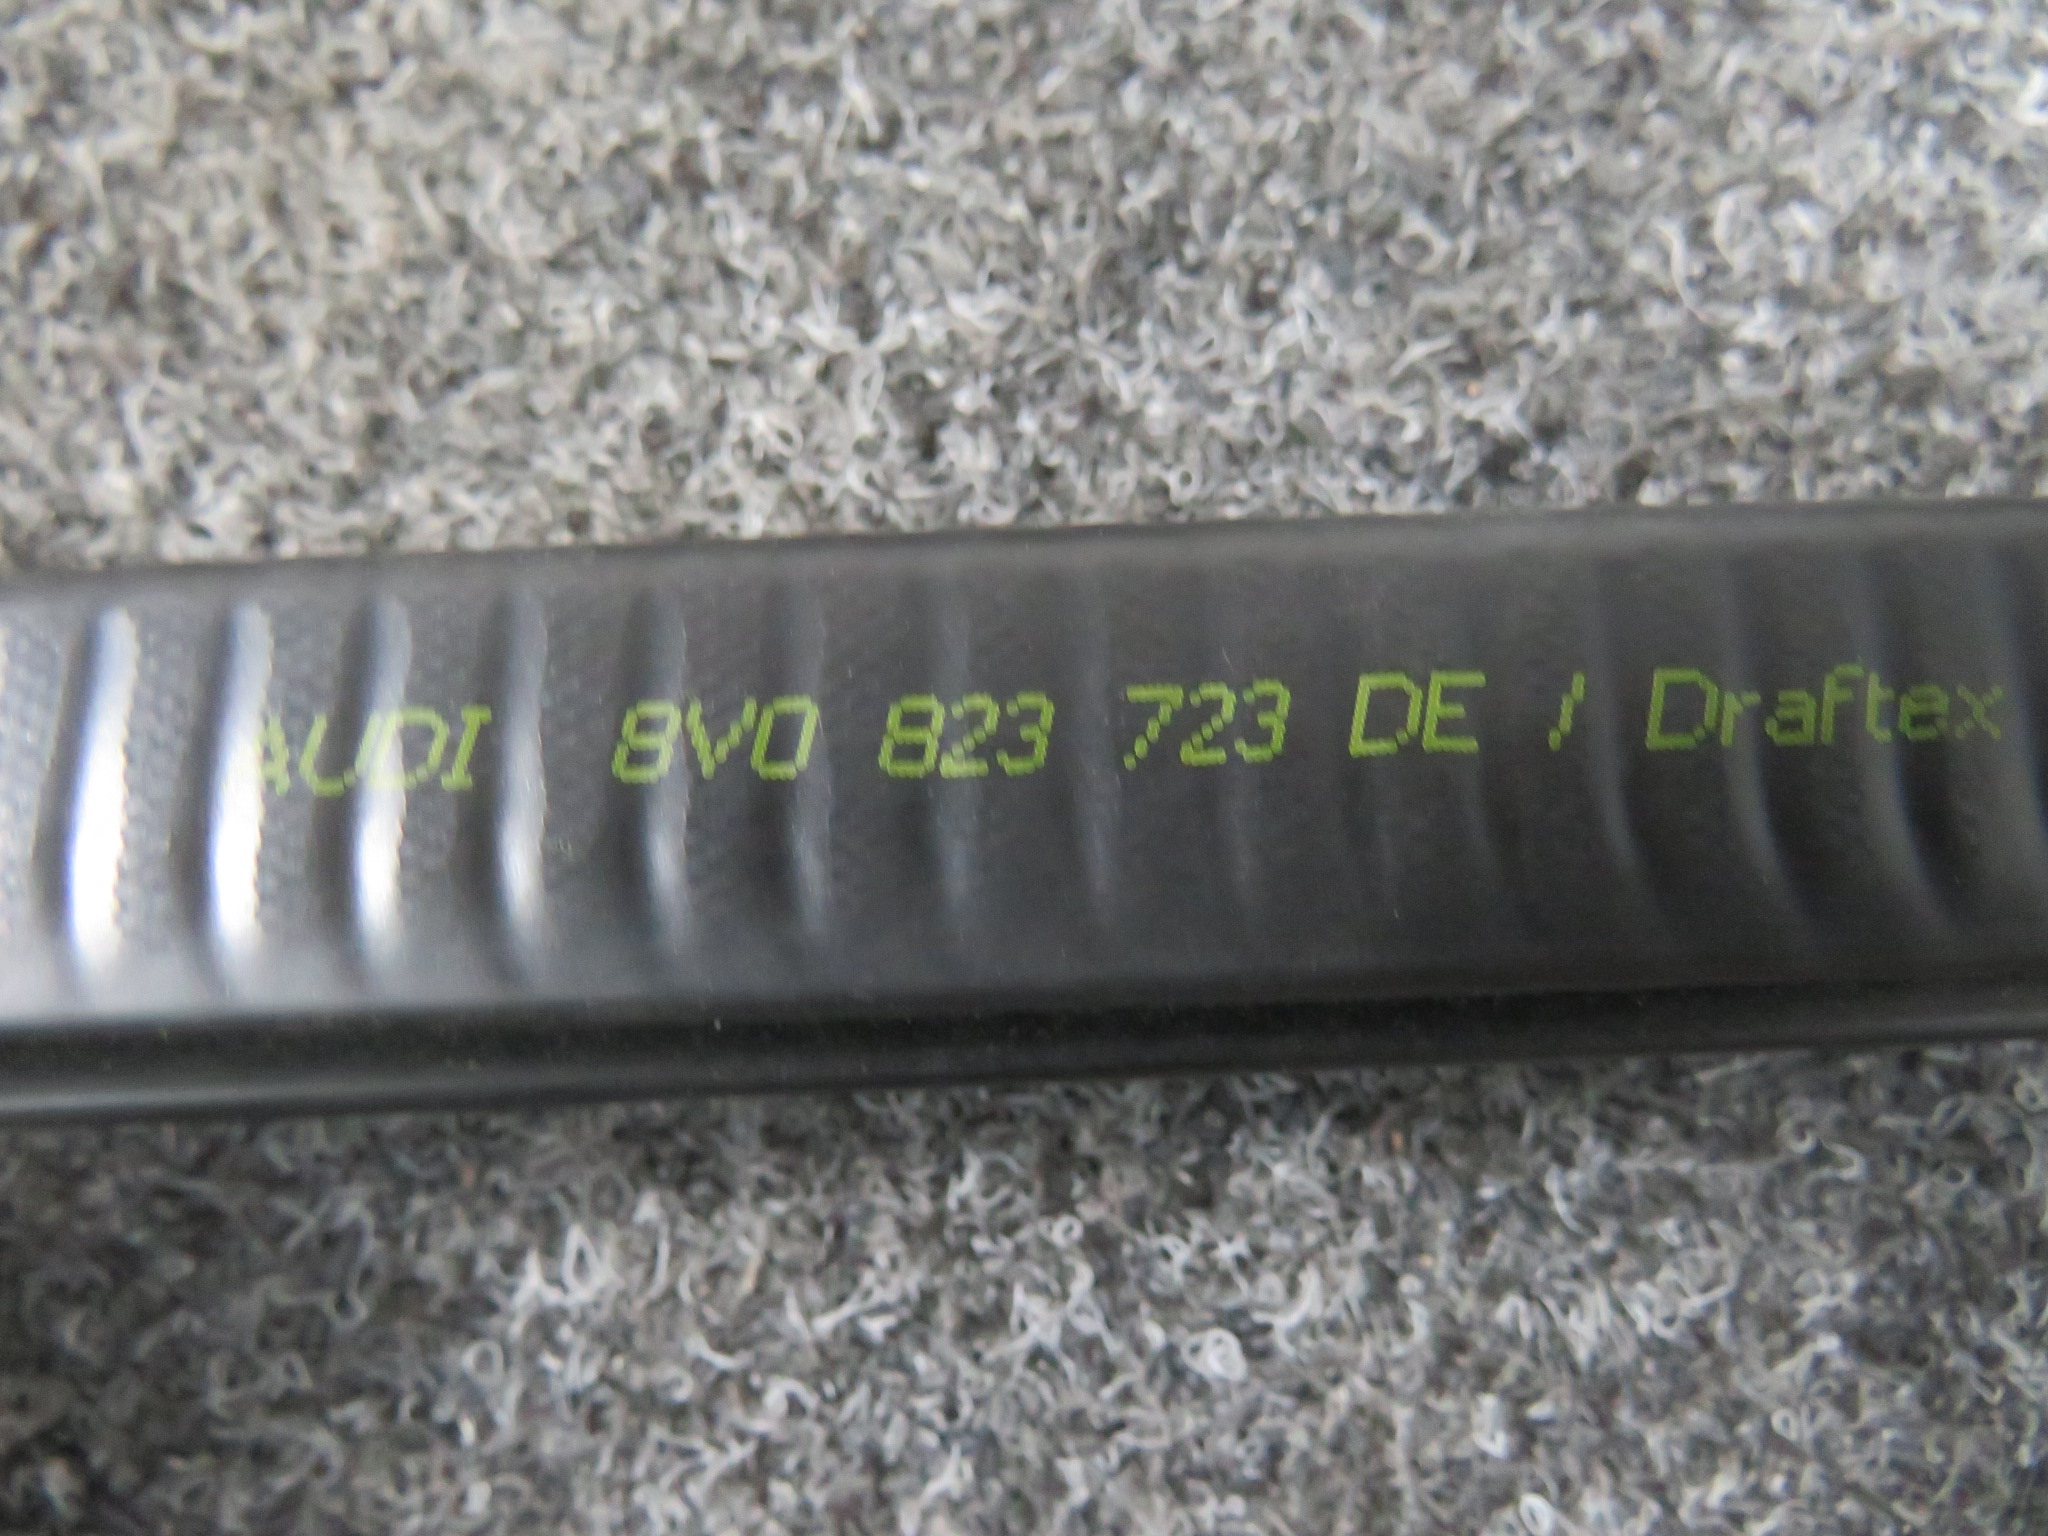 AUDI 8V0 823 723 DE / Draftex